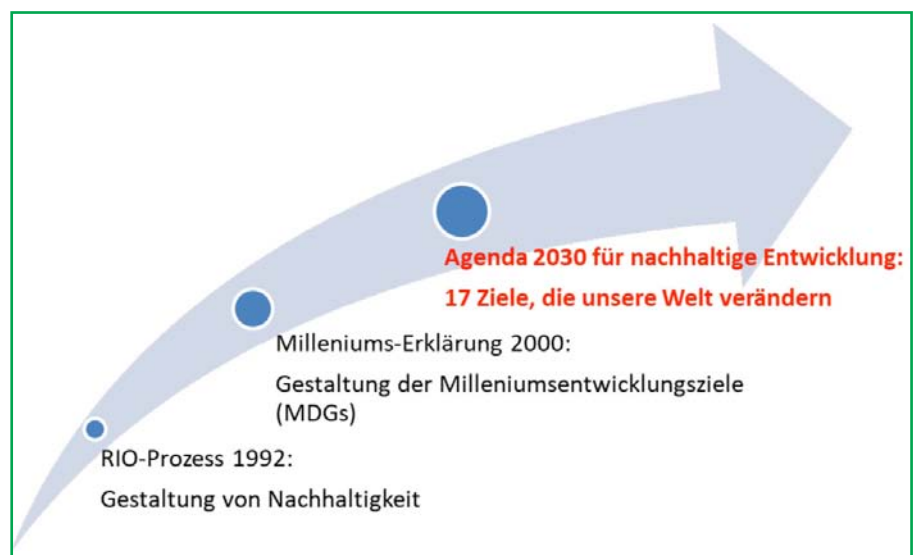 Agenda 2030 für nachhaltige Entwicklung:
17 Ziele, die unsere Welt verändern
Milleniums-Erklärung 2000:
Gestaltung der Milleniumsentwicklungsziele
(MDGs)
RIO-Prozess 1992:
Gestaltung von Nachhaltigkeit